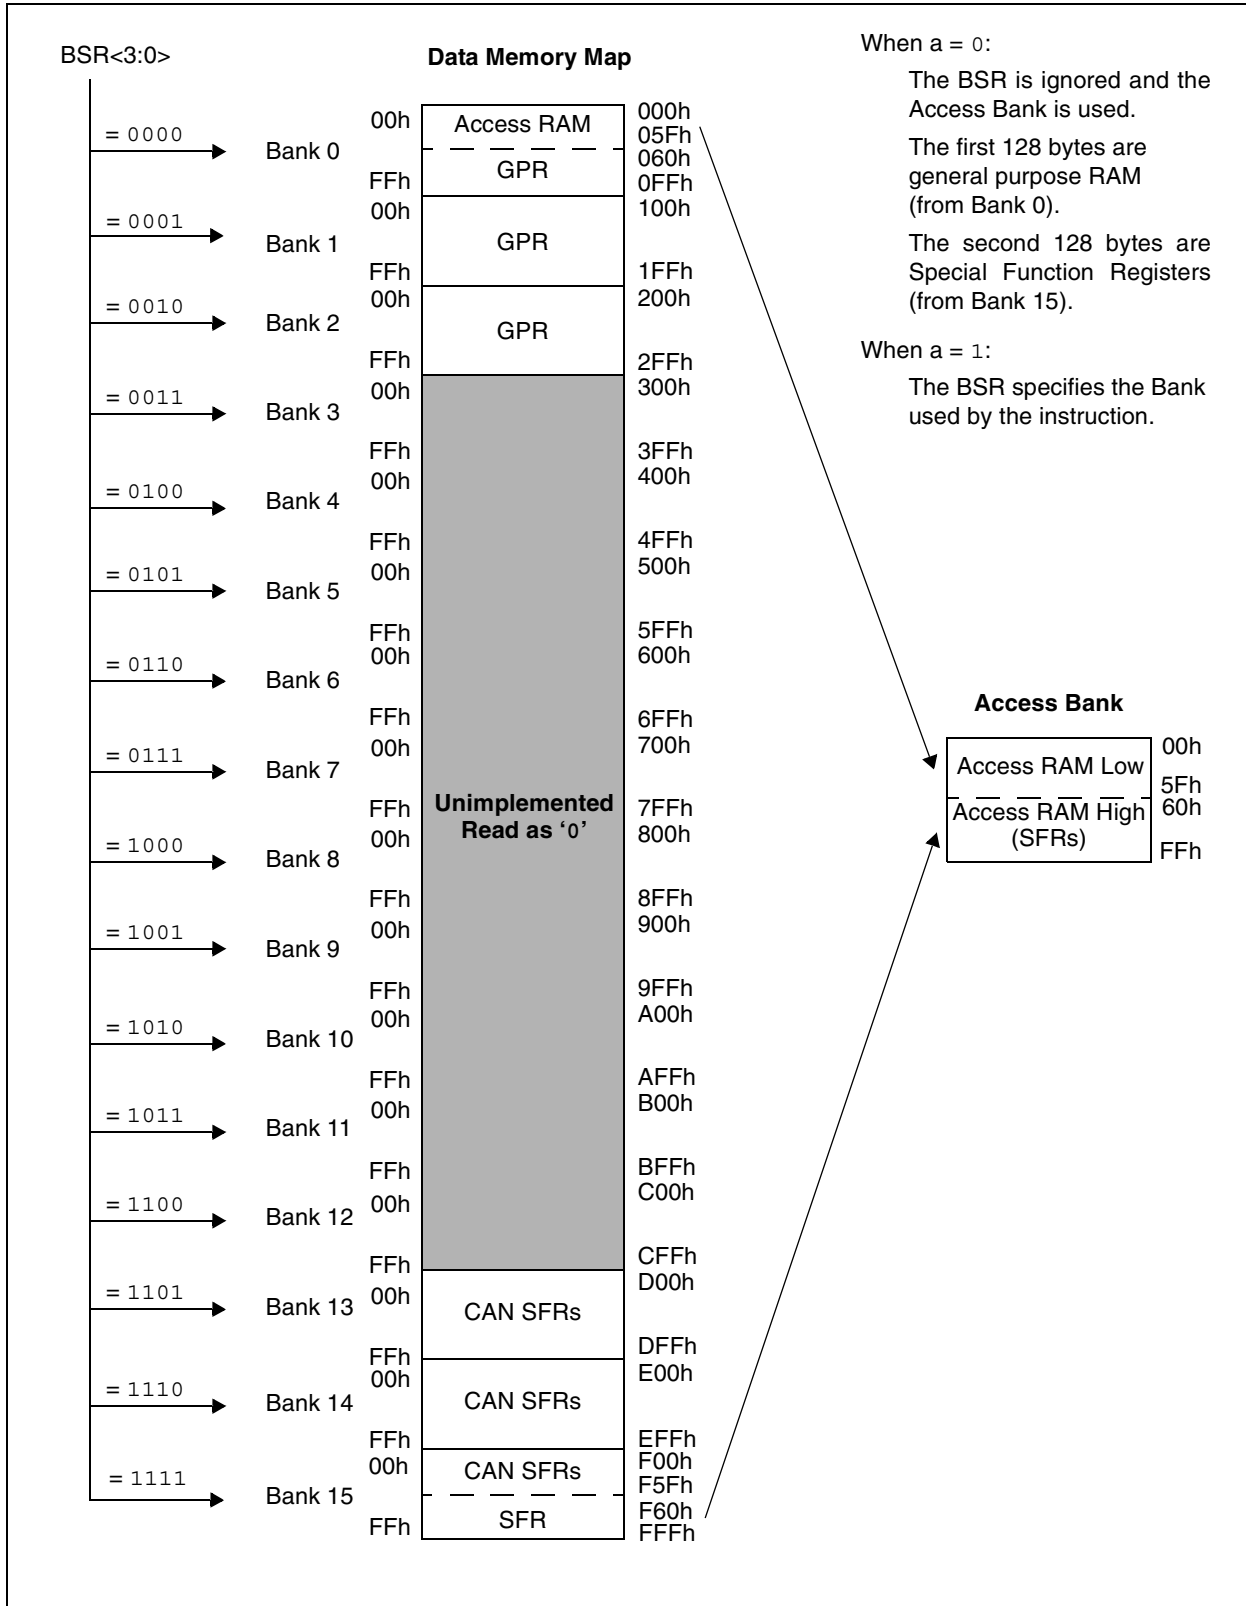 BSR<3:0>
Data Memory Map
= 0000
Bank 0
00h
Access RAM
000h
05Fh
GPR
060h
FFh
0FFh
= 0001
Bank 1
00h
GPR
100h
FFh
1FFh
= 0010
Bank 2
00h
GPR
200h
FFh
2FFh
= 0011
Bank 3
00h
300h
FFh
3FFh
= 0100
Bank 4
00h
400h
FFh
4FFh
= 0101
Bank 5
00h
500h
FFh
5FFh
= 0110
Bank 6
00h
600h
FFh
6FFh
= 0111
Bank 7
00h
700h
FFh
7FFh
Unimplemented
Read as ‘0’
= 1000
Bank 8
00h
800h
FFh
8FFh
= 1001
Bank 9
00h
900h
FFh
9FFh
= 1010
Bank 10
00h
A00h
FFh
AFFh
= 1011
Bank 11
00h
B00h
FFh
BFFh
= 1100
Bank 12
00h
C00h
FFh
CFFh
= 1101
Bank 13
00h
CAN SFRs
D00h
FFh
DFFh
= 1110
Bank 14
00h
CAN SFRs
E00h
FFh
EFFh
= 1111
Bank 15
00h
CAN SFRs
F00h
F5Fh
SFR
F60h
FFh
FFFh
When a = 0:
The BSR is ignored and the
Access Bank is used.
The first 128 bytes are
general purpose RAM
(from Bank 0).
The second 128 bytes are
Special Function Registers
(from Bank 15).
When a = 1:
The BSR specifies the Bank
used by the instruction.
Access Bank
Access RAM Low
00h
5Fh
Access RAM High
(SFRs)
60h
FFh